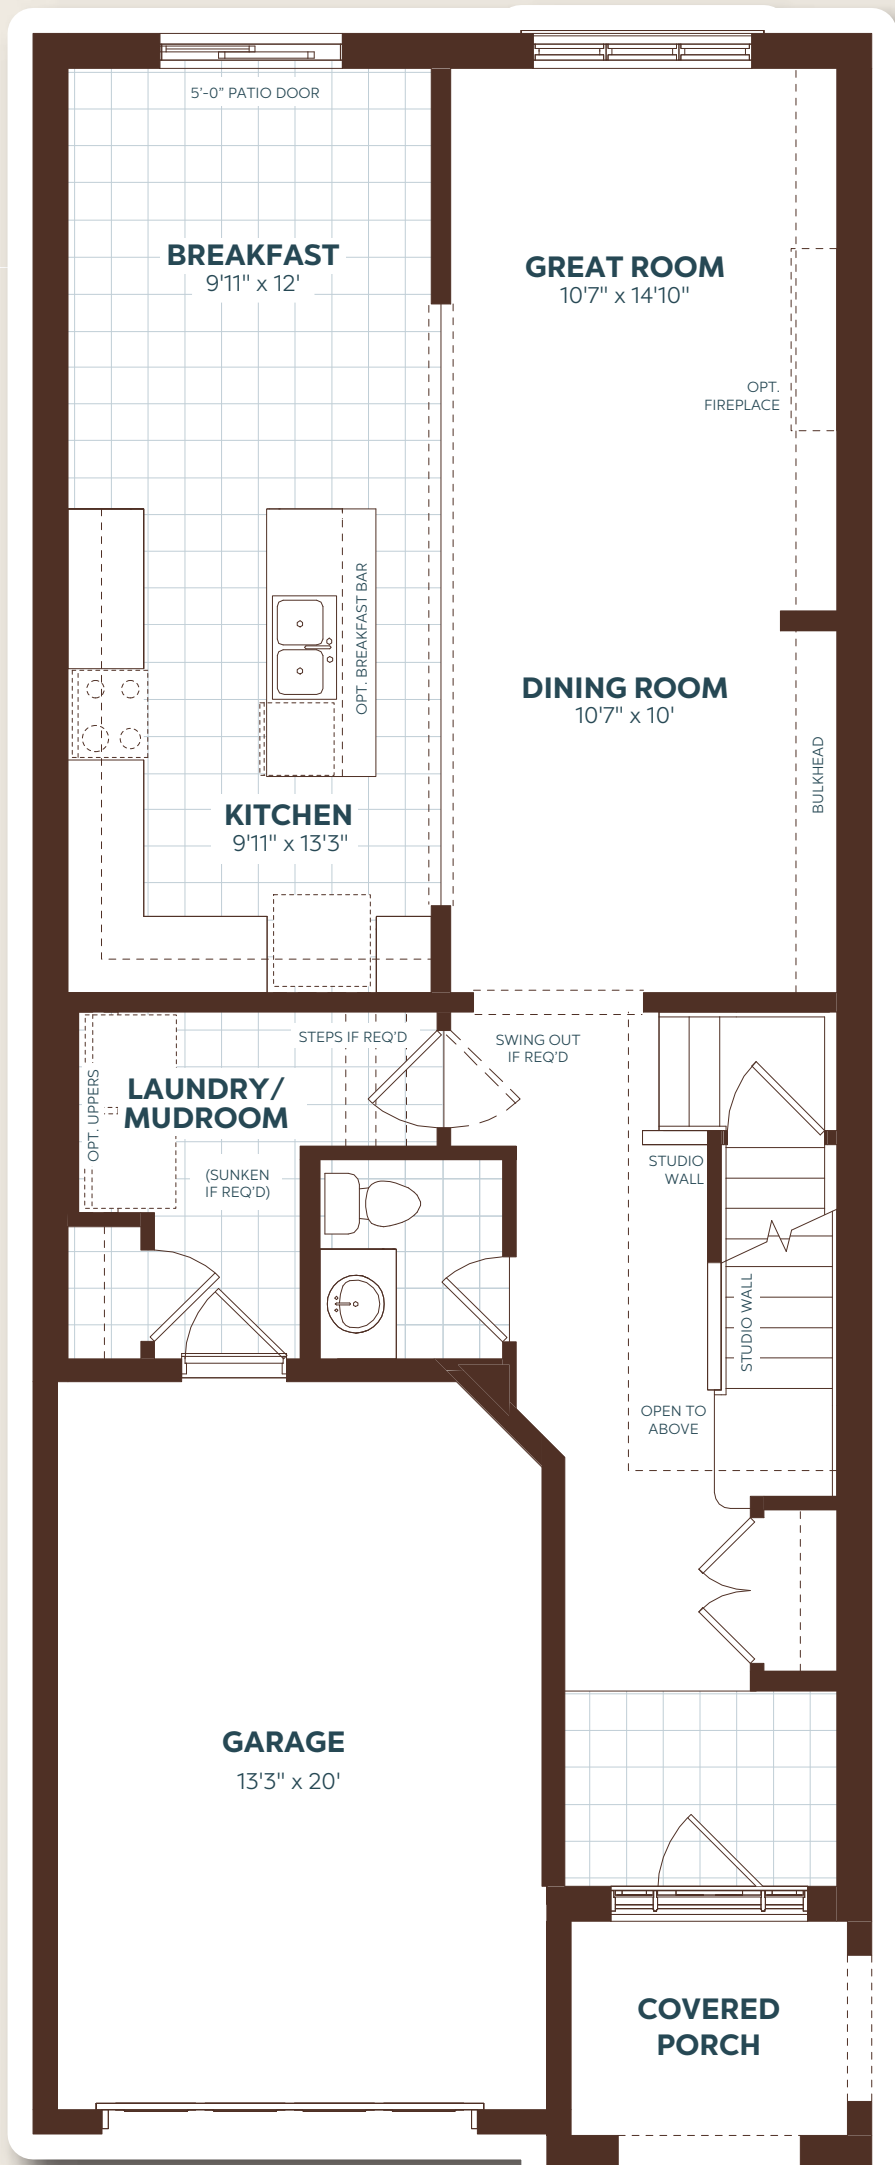 5'-0" PATIO DOOR
BREAKFAST
9'11" x 12'
GREAT ROOM
10'7" x 14'10"
OPT.
FIREPLACE
OPT. BREAKFAST BAR
DINING ROOM
10'7" x 10'
BULKHEAD
KITCHEN
9'11" x 13'3"
STEPS IF REQ'D
SWING OUT
IF REQ'D
OPT. UPPERS
LAUNDRY/
MUDROOM
(SUNKEN
IF REQ'D)
STUDIO
WALL
STUDIO WALL
OPEN TO
ABOVE
GARAGE
13'3" x 20'
COVERED
PORCH